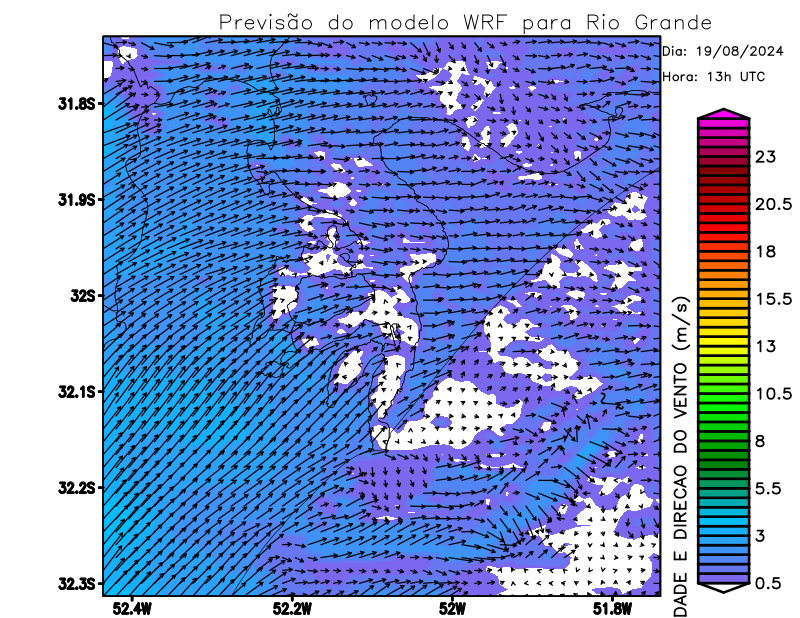 Previsão do modelo WRF para Rio Grande
Dia: 19/08/2024
Hora: 13h UTC
31.8S
31.9S
32S
32.1S
32.2S
32.3S
52.4W
52.2W
52W
51.8W
23
20.5
18
15.5
13
10.5
8
5.5
3
0.5
DADE E DIRECAO DO VENTO (m/s)